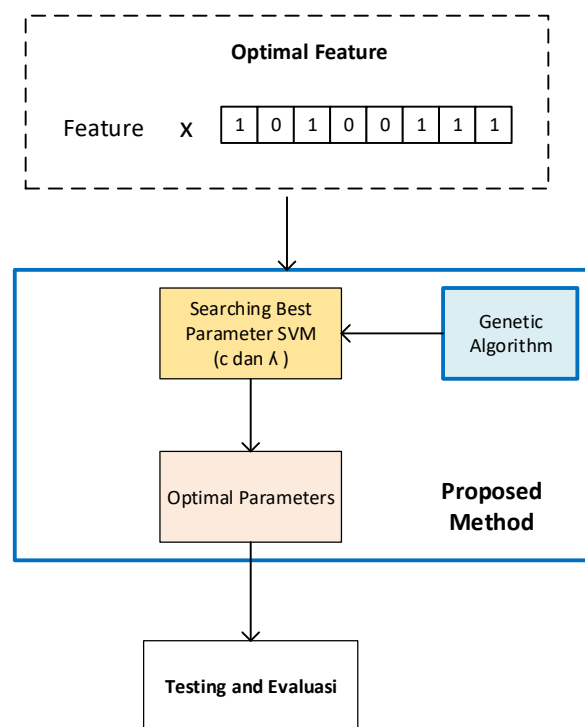 Optimal Feature
Feature x 1 0 1 0 0 1 1 1
Searching Best
Parameter SVM
(c dan ʎ )
Genetic
Algorithm
Optimal Parameters
Proposed
Method
Testing and Evaluasi